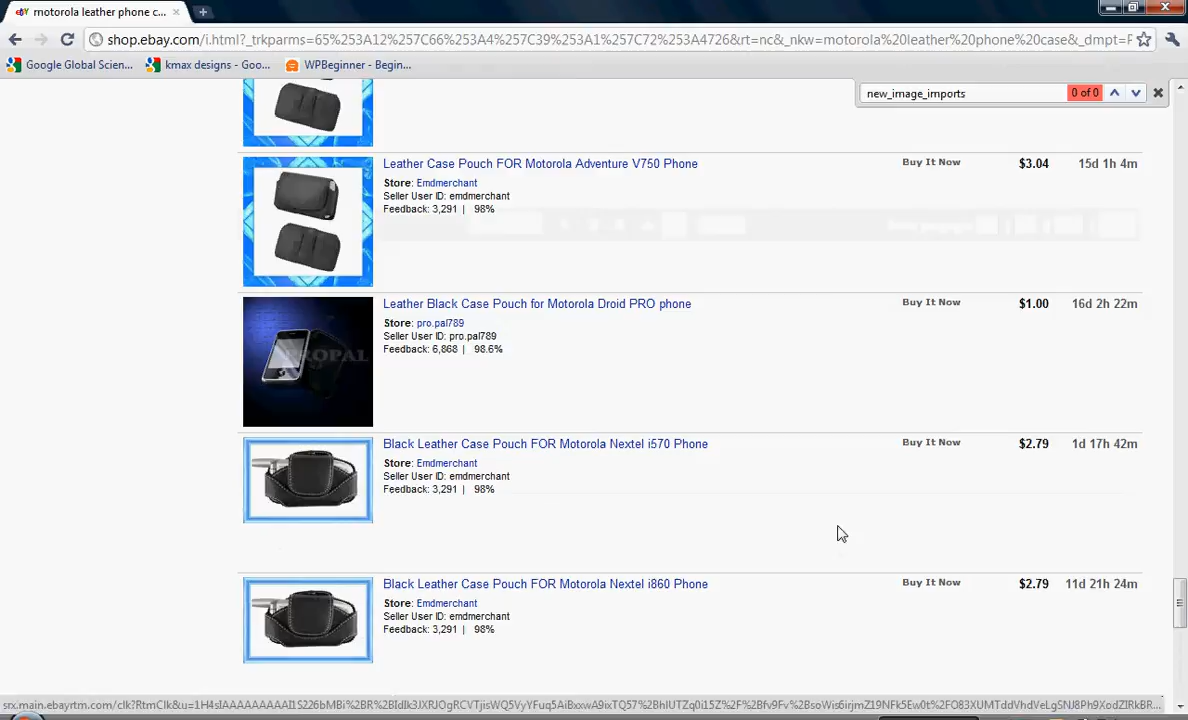 motorola leather phone c...
shop.ebay.com/i.html?_trkparms=65%253A12%257C66%253A4%257C39%253A1%257C72%253A4726&rt=nc&_nkw=motorola%20leather%20phone%20case&_dmpt=P
Google Global Scien...
kmax designs - Goo...
WPBeginner - Begin...
new_image_imports
0 of 0
Leather Case Pouch FOR Motorola Adventure V750 Phone
Buy It Now
$3.04
15d 1h 4m
Store: Emdmerchant
Seller User ID: emdmerchant
Feedback: 3,291 | 98%
Leather Black Case Pouch for Motorola Droid PRO phone
Buy It Now
$1.00
16d 2h 22m
Store: pro.pal789
Seller User ID: pro.pal789
Feedback: 6,868 | 98.6%
Black Leather Case Pouch FOR Motorola Nextel i570 Phone
Buy It Now
$2.79
1d 17h 42m
Store: Emdmerchant
Seller User ID: emdmerchant
Feedback: 3,291 | 98%
Black Leather Case Pouch FOR Motorola Nextel i860 Phone
Buy It Now
$2.79
11d 21h 24m
Store: Emdmerchant
Seller User ID: emdmerchant
Feedback: 3,291 | 98%